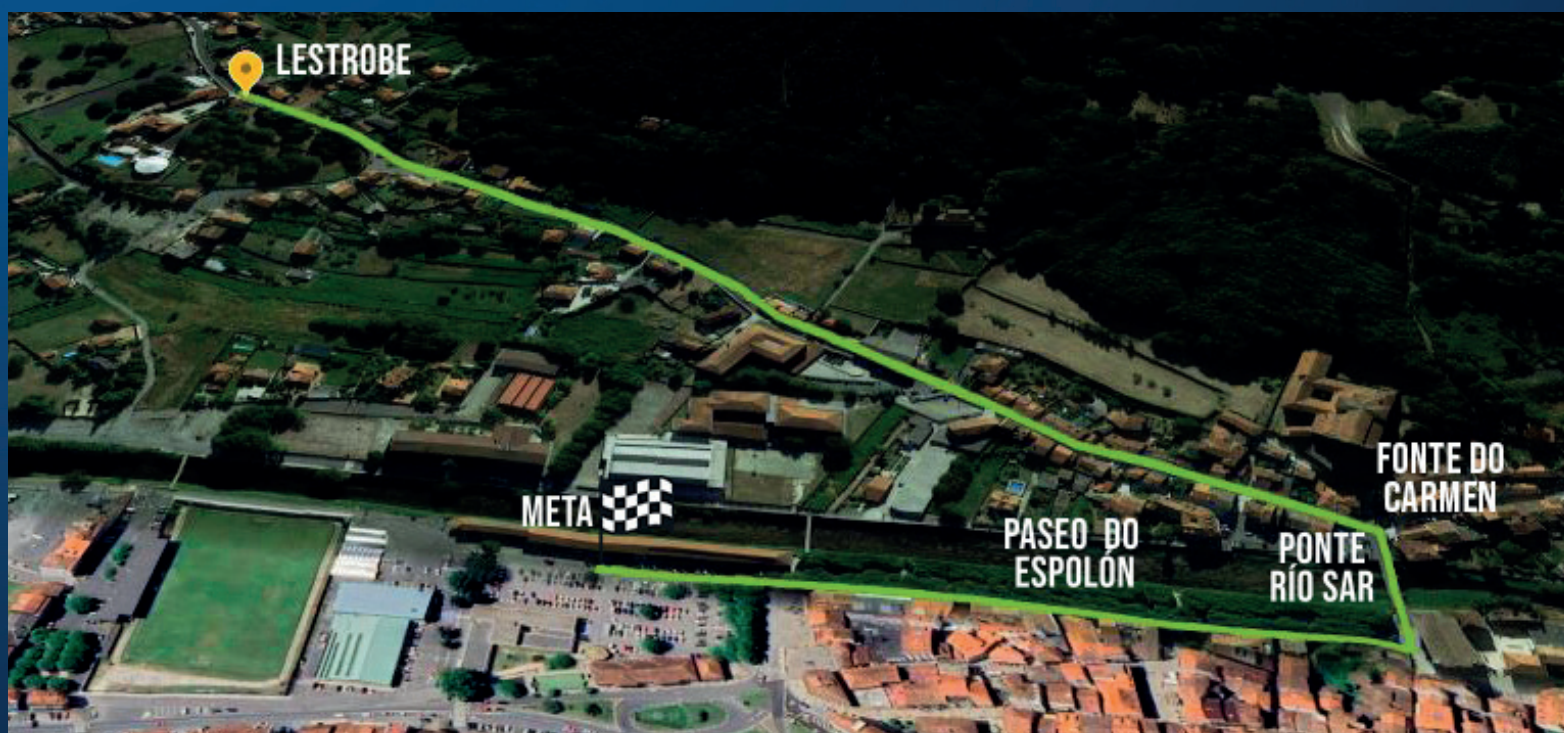 LESTROBE
FONTE DO
CARMEN
META
PASEO DO
ESPOLÓN
PONTE
RÍO SAR